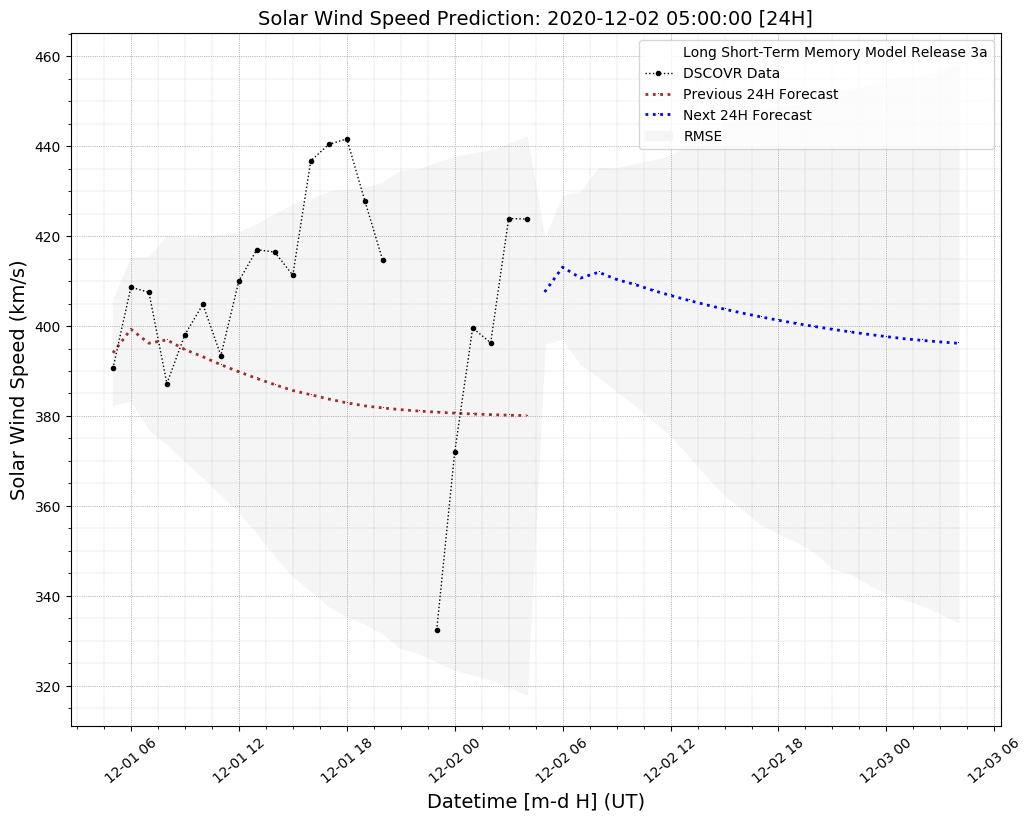 Solar Wind Speed Prediction: 2020-12-02 05:00:00 [24H]
Long Short-Term Memory Model Release 3a
DSCOVR Data
Previous 24H Forecast
Next 24H Forecast
RMSE
Solar Wind Speed (km/s)
460
440
420
400
380
360
340
320
12-01 06
12-01 12
12-01 18
12-02 00
12-02 06
12-02 12
12-02 18
12-03 00
12-03 06
Datetime [m-d H] (UT)